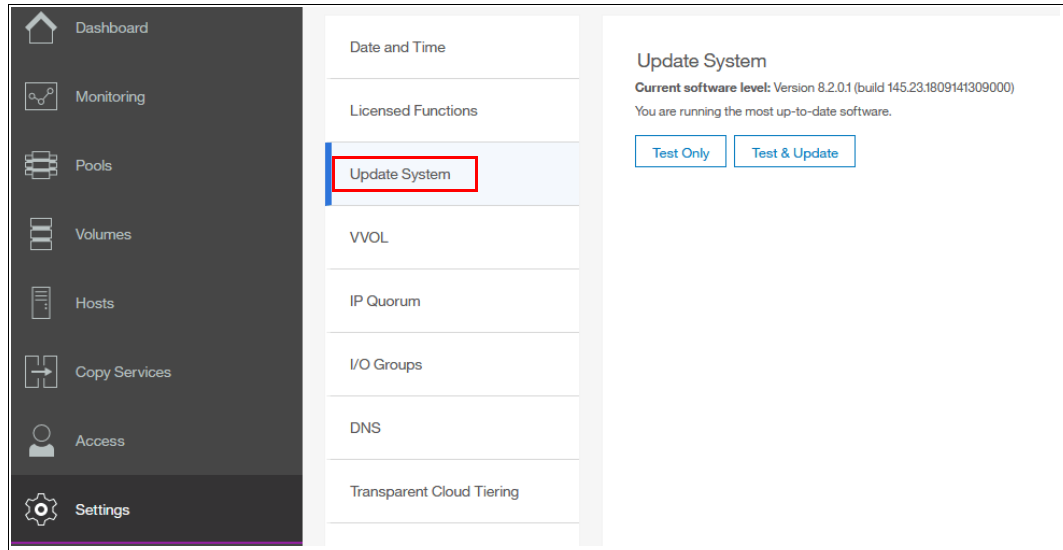 Dashboard
Monitoring
Pools
Volumes
Hosts
Copy Services
Access
Settings
Date and Time
Licensed Functions
Update System
VVOL
IP Quorum
I/O Groups
DNS
Transparent Cloud Tiering
Update System
Current software level: Version 8.2.0.1 (build 145.23.1809141309000)
You are running the most up-to-date software.
Test Only
Test & Update